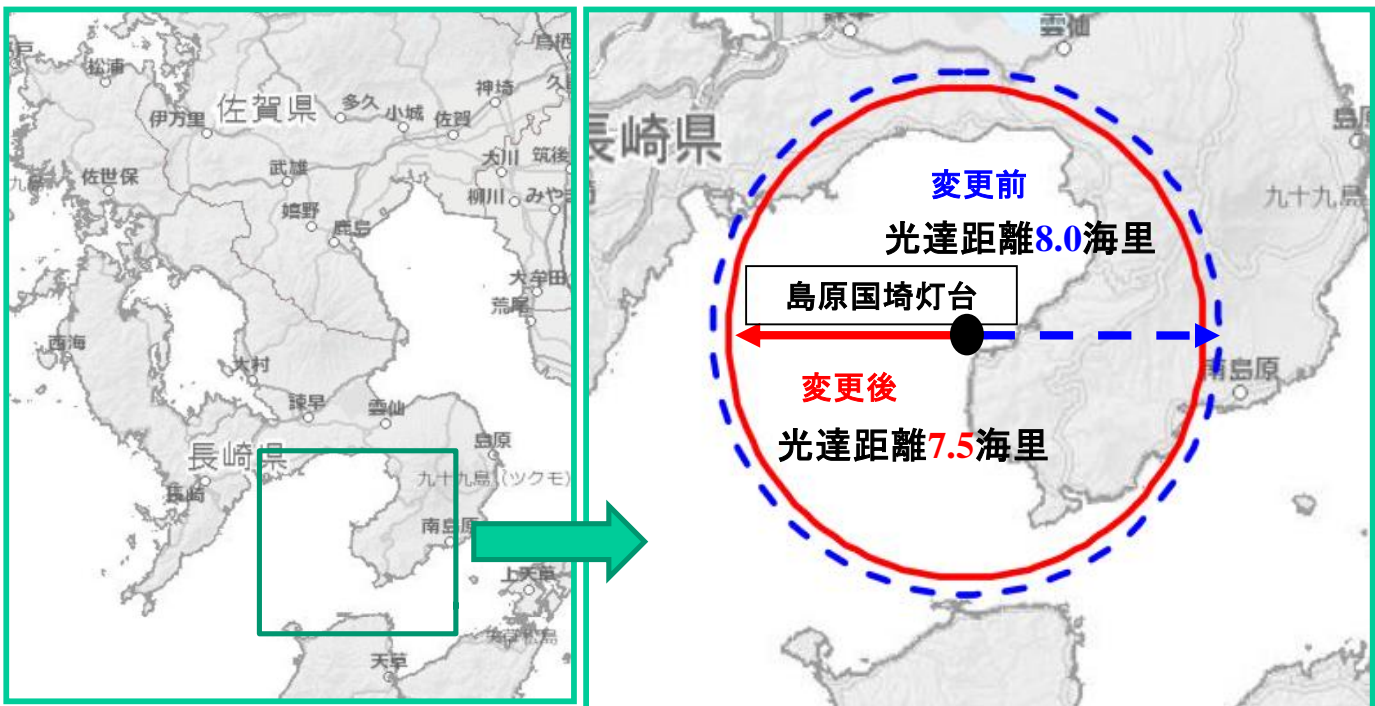 松浦
鳥栖
神埼
佐賀県
多久
小城
佐賀
伊万里
武雄
大川
筑後
佐世保
柳川
みやま
嬉野
鹿島
大牟田
荒尾
西海
大村
諫早
雲仙
長崎県
島原
長崎
九十九島 (ツクモ)
南島原
上天草
天草
雲仙
長崎県
島原
変更前
九十九島
光達距離8.0海里
島原国埼灯台
変更後
南島原
光達距離7.5海里